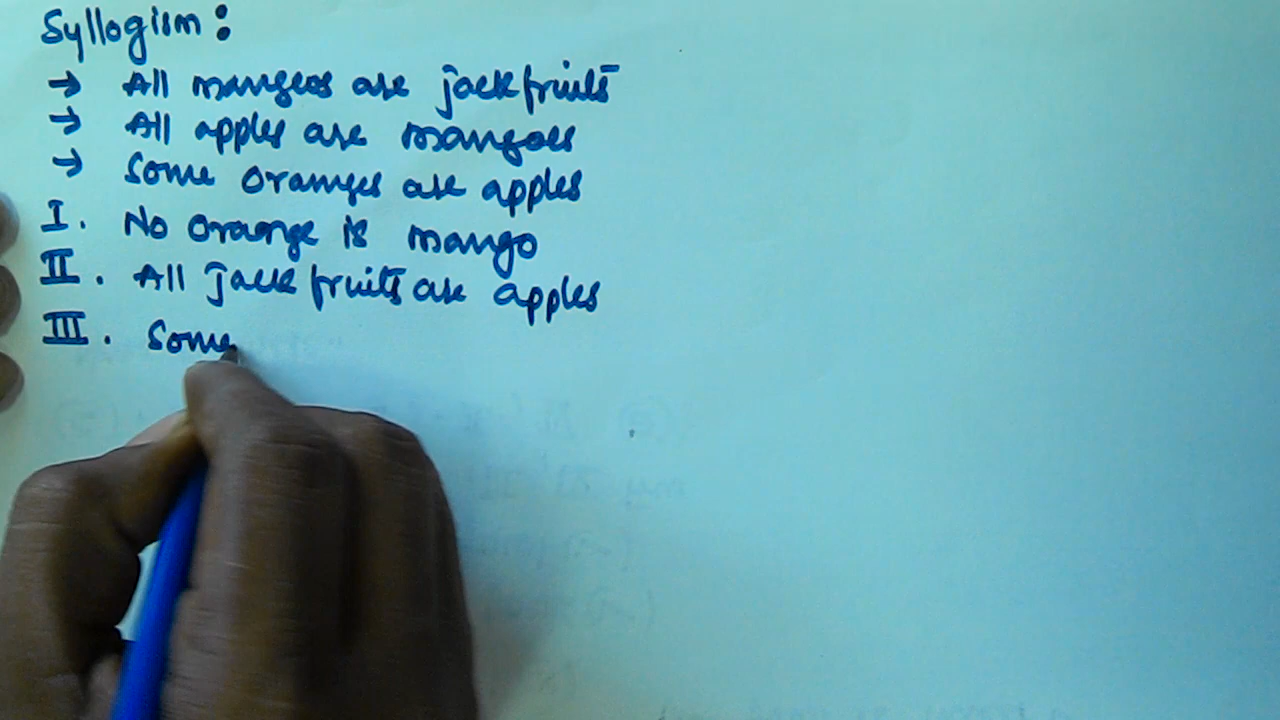 Syllogism:
→ All mangoes are jackfruits
→ All apples are mangoes
→ Some oranges are apples
I. No orange is mango
II. All jackfruits are apples
III. Some